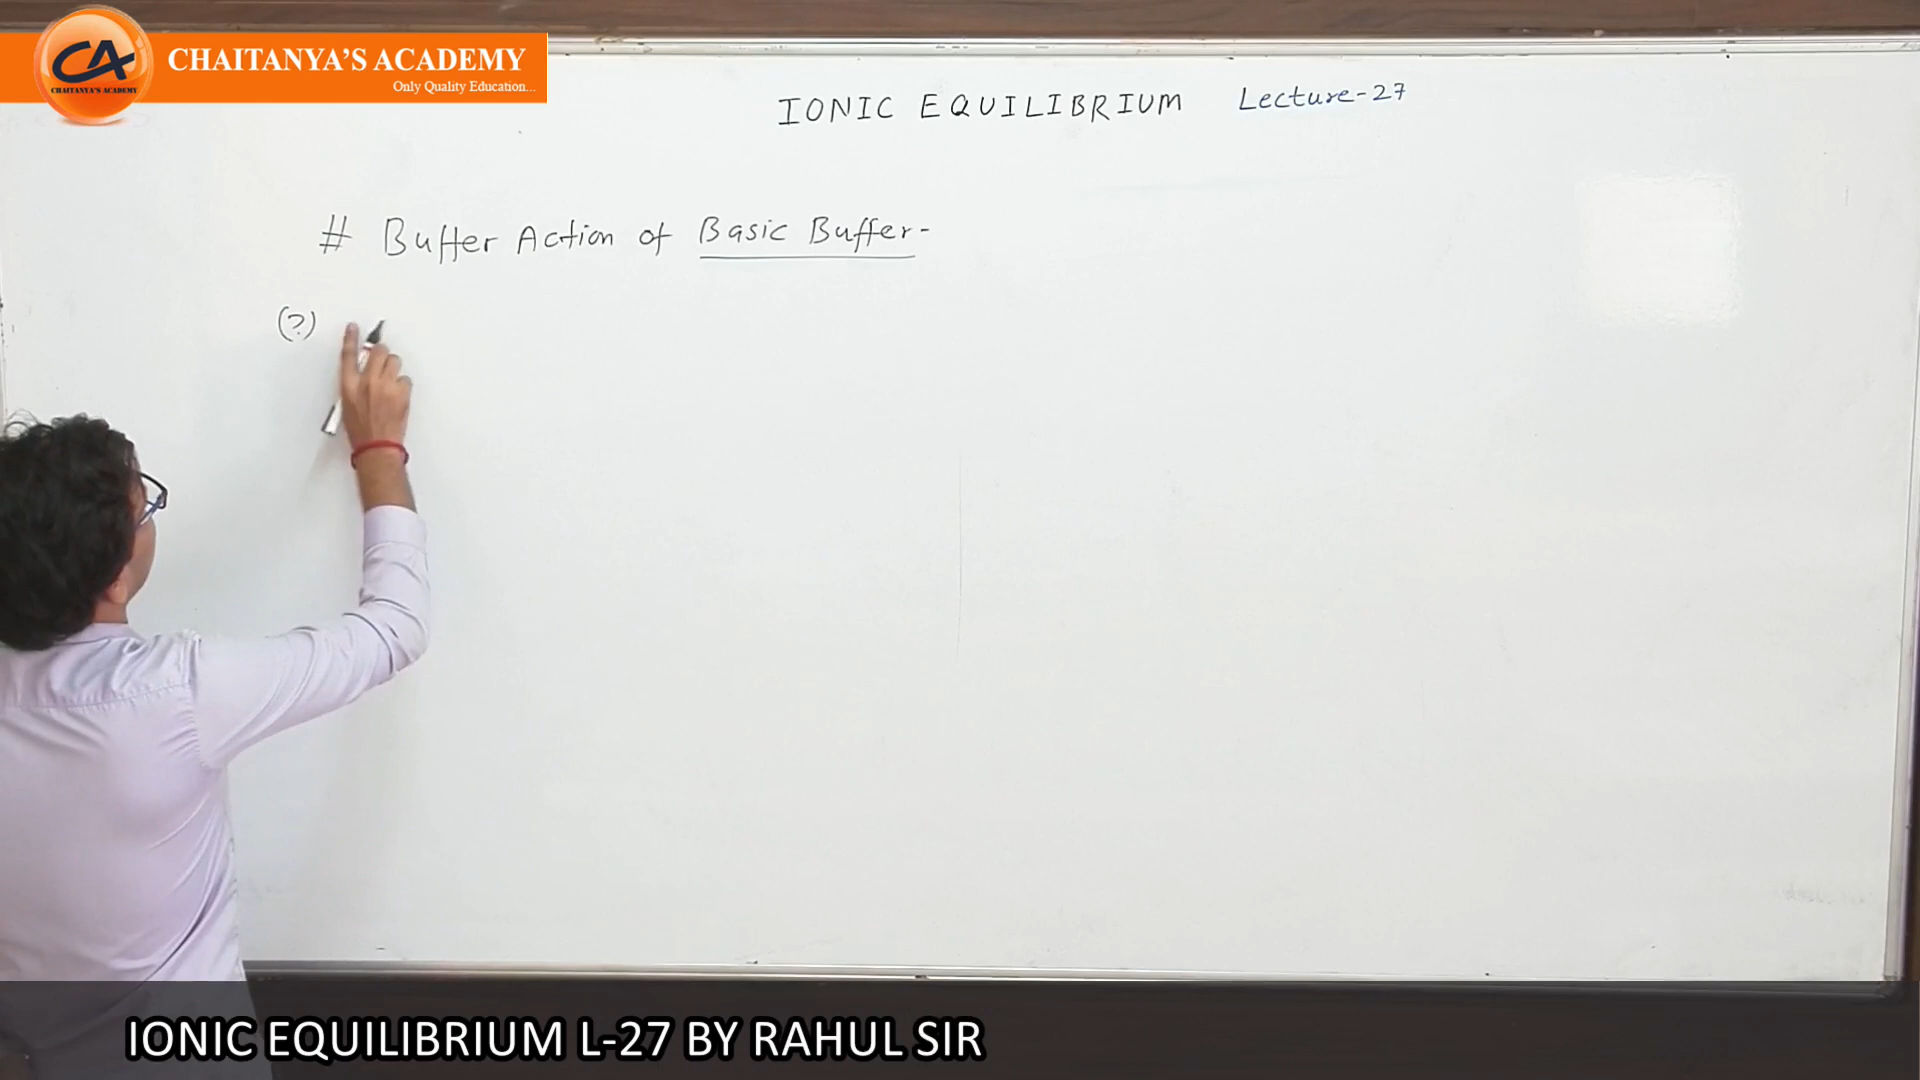 CA
CHAITANYA'S ACADEMY
CHAITANYA'S ACADEMY
Only Quality Education...
IONIC EQUILIBRIUM Lecture-27
# Buffer Action of Basic Buffer-
(?)
IONIC EQUILIBRIUM L-27 BY RAHUL SIR